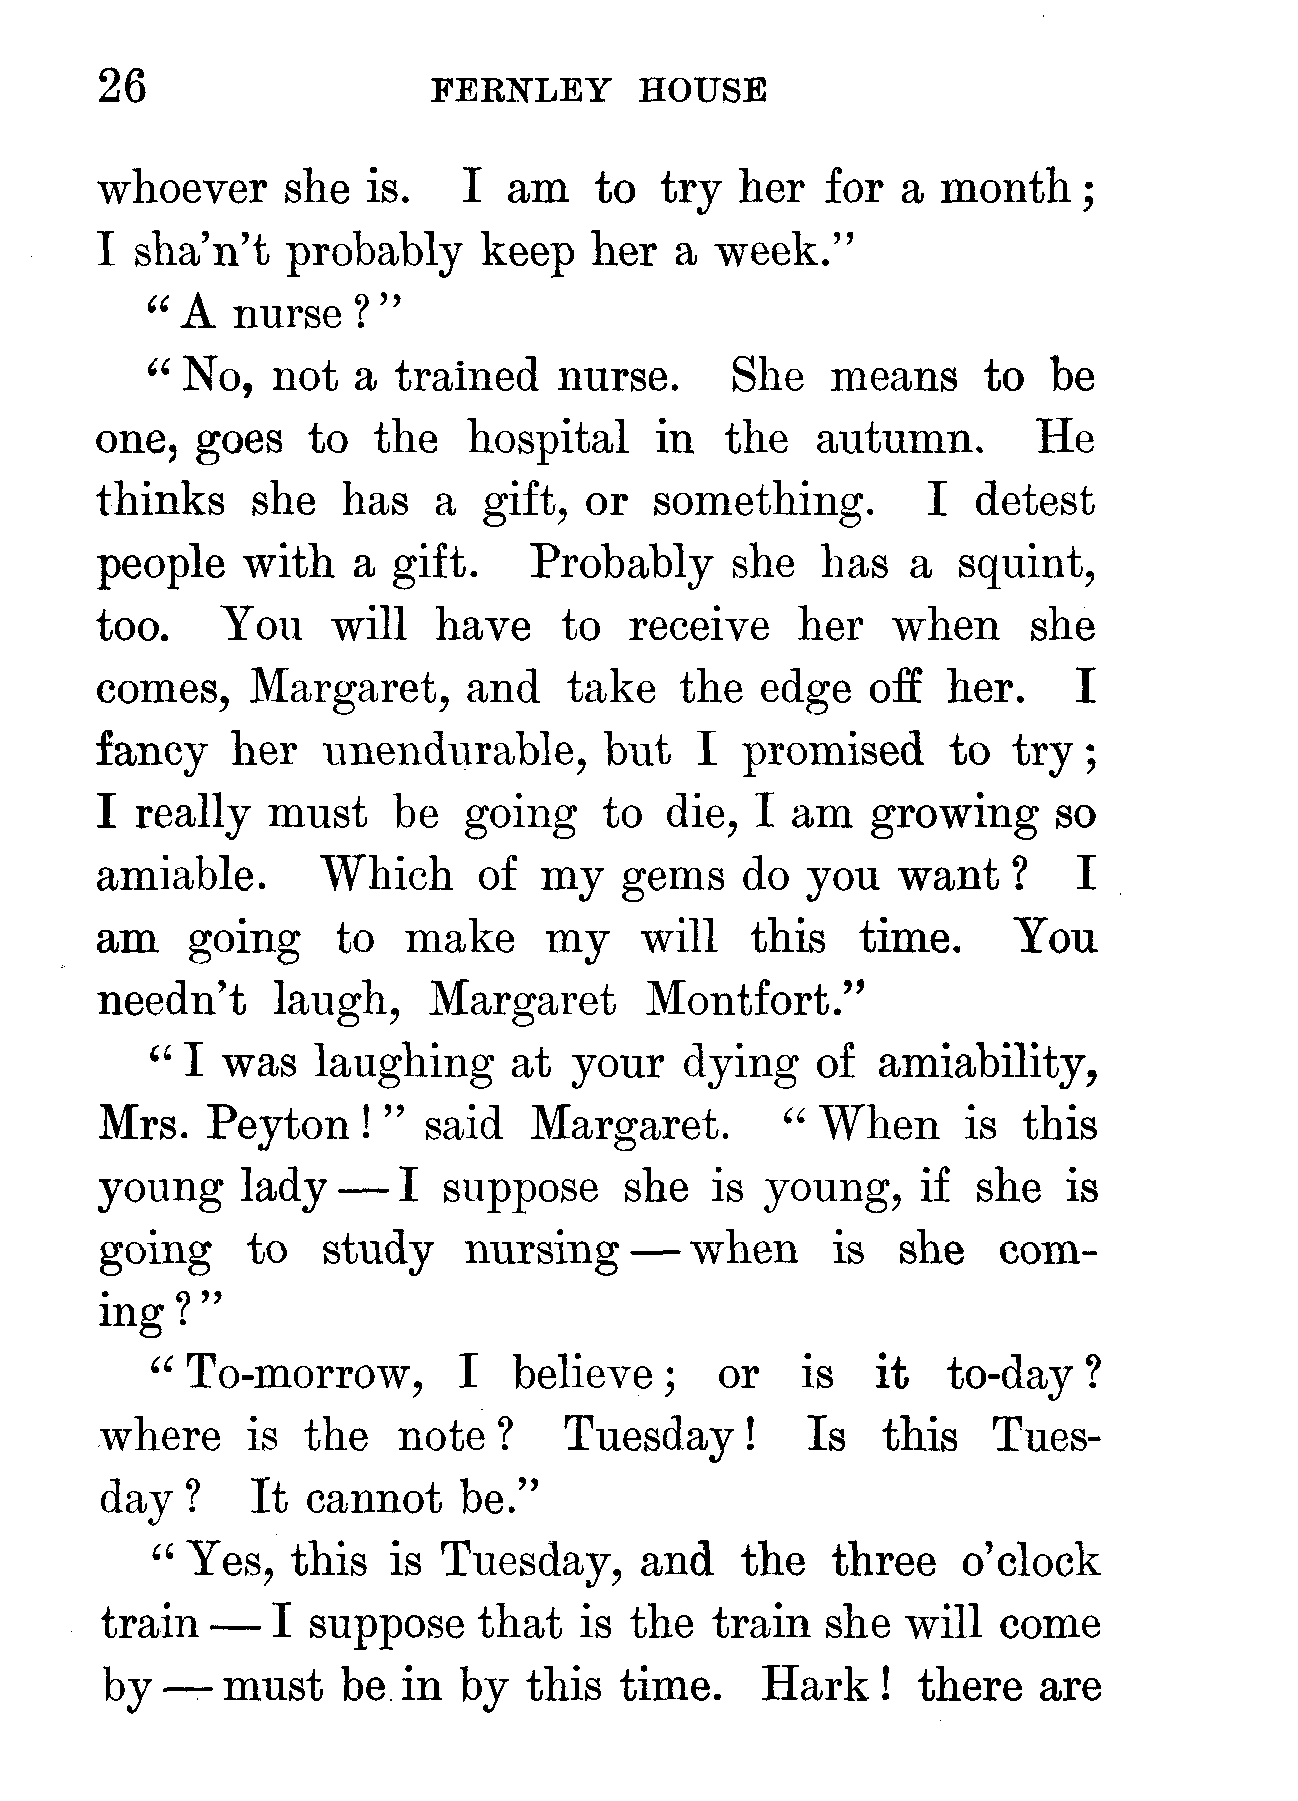 26 FERNLEY HOUSE
whoever she is. I am to try her for a month;
I sha'n't probably keep her a week."
"A nurse?"
"No, not a trained nurse. She means to be
one, goes to the hospital in the autumn. He
thinks she has a gift, or something. I detest
people with a gift. Probably she has a squint,
too. You will have to receive her when she
comes, Margaret, and take the edge off her. I
fancy her unendurable, but I promised to try;
I really must be going to die, I am growing so
amiable. Which of my gems do you want? I
am going to make my will this time. You
needn't laugh, Margaret Montfort."
"I was laughing at your dying of amiability,
Mrs. Peyton!" said Margaret. "When is this
young lady—I suppose she is young, if she is
going to study nursing—when is she com-
ing?"
"To-morrow, I believe; or is it to-day?
where is the note? Tuesday! Is this Tues-
day? It cannot be."
"Yes, this is Tuesday, and the three o'clock
train—I suppose that is the train she will come
by—must be in by this time. Hark! there are